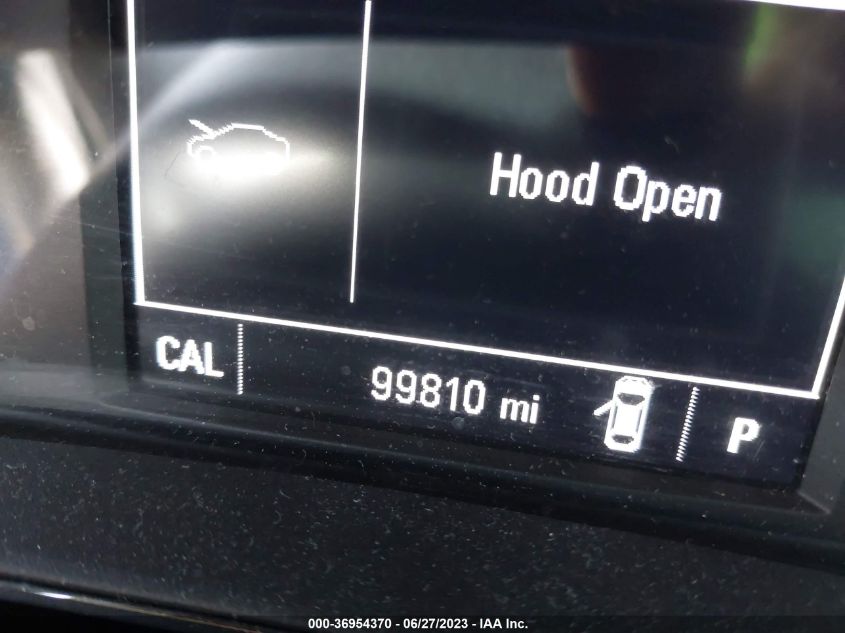 Hood Open
CAL
99810 mi
P
000-36954370 - 06/27/2023 - IAA Inc.